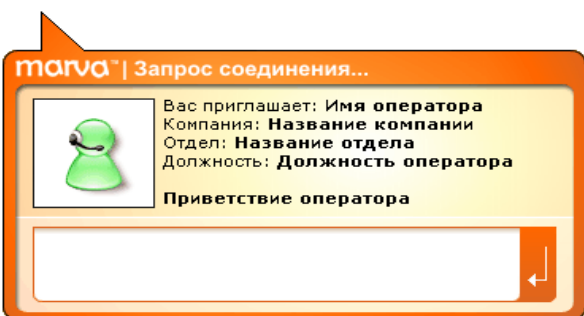 marva™ | Запрос соединения...
Вас приглашает: Имя оператора
Компания: Название компании
Отдел: Название отдела
Должность: Должность оператора
Приветствие оператора